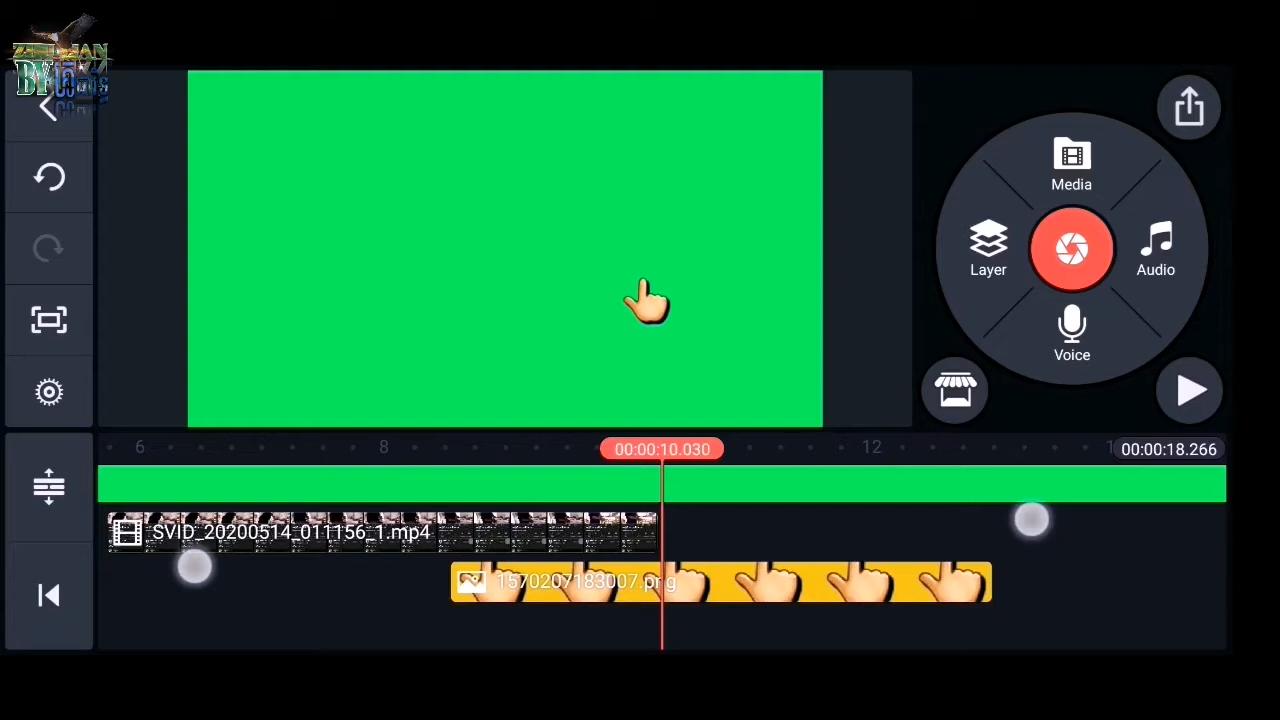 BY
Media
Layer
Audio
Voice
6
8
00:00:10.030
12
00:00:18.266
SVID_20200514_011156_1.mp4
1570207183007.png